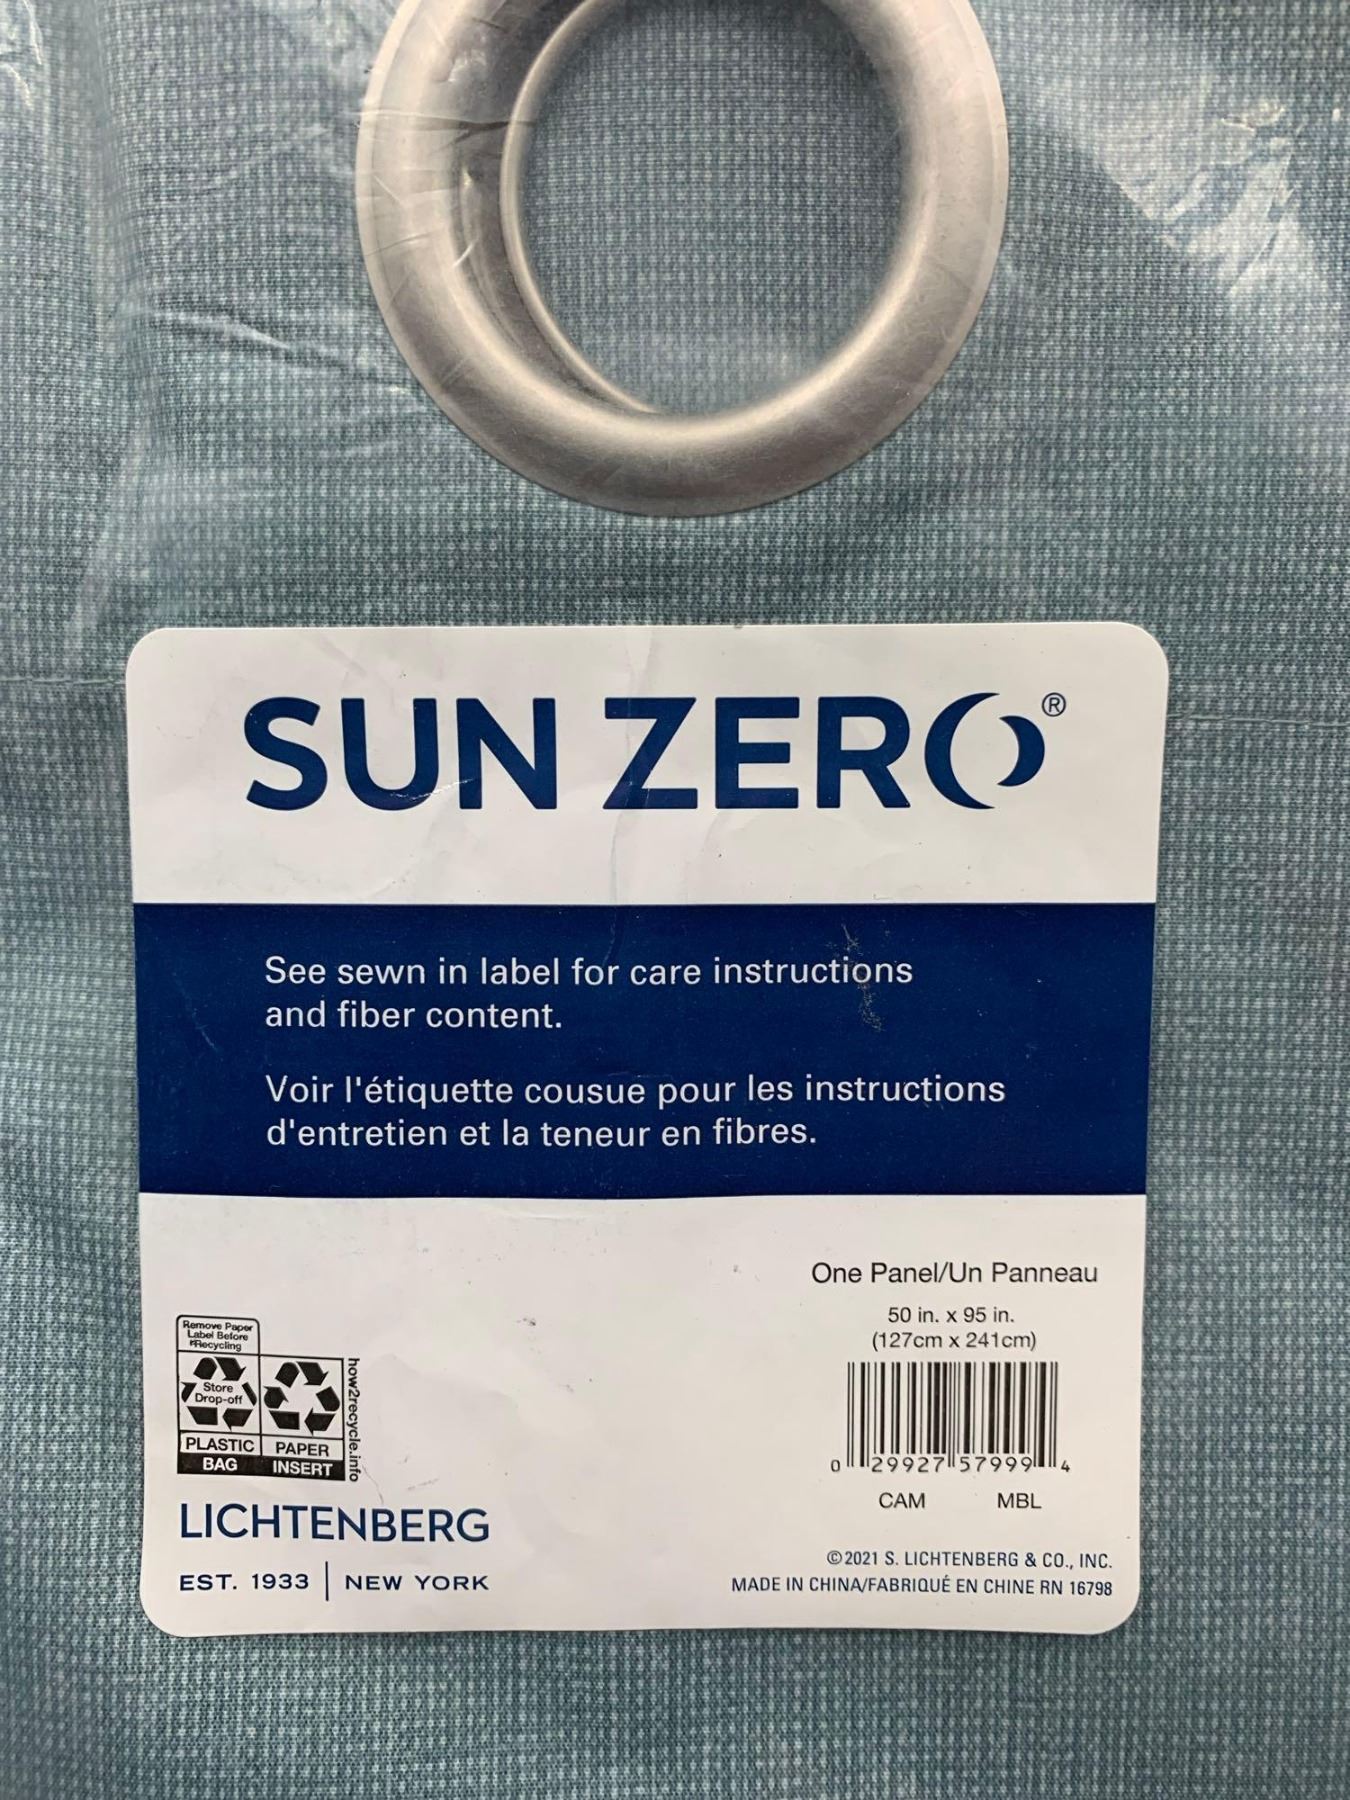 SUN ZERO®
See sewn in label for care instructions
and fiber content.
Voir l'étiquette cousue pour les instructions
d'entretien et la teneur en fibres.
One Panel/Un Panneau
50 in. x 95 in.
(127cm x 241cm)
0 29927 57999 4
CAM MBL
Remove Paper
Label Before
Recycling
Store
Drop-off
PLASTIC
BAG
PAPER
INSERT
how2recycle.info
LICHTENBERG
EST. 1933 | NEW YORK
©2021 S. LICHTENBERG & CO., INC.
MADE IN CHINA/FABRIQUÉ EN CHINE RN 16798